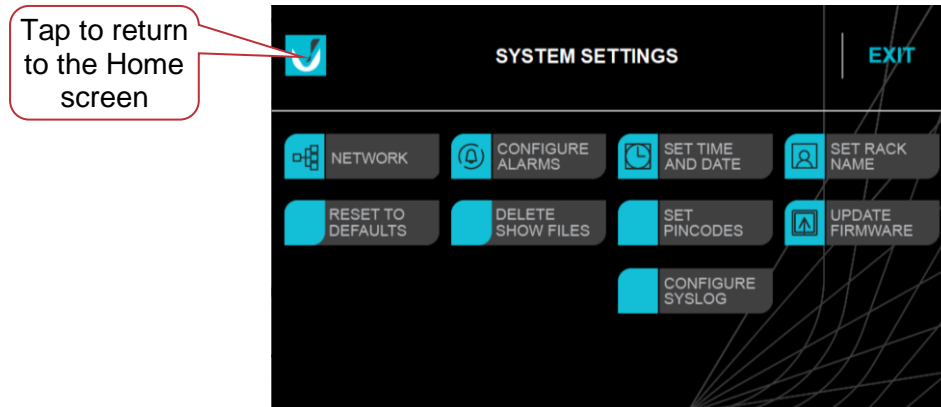 Tap to return
to the Home
screen
SYSTEM SETTINGS
EXIT
NETWORK
CONFIGURE
ALARMS
SET TIME
AND DATE
SET RACK
NAME
RESET TO
DEFAULTS
DELETE
SHOW FILES
SET
PINCODES
UPDATE
FIRMWARE
CONFIGURE
SYSLOG